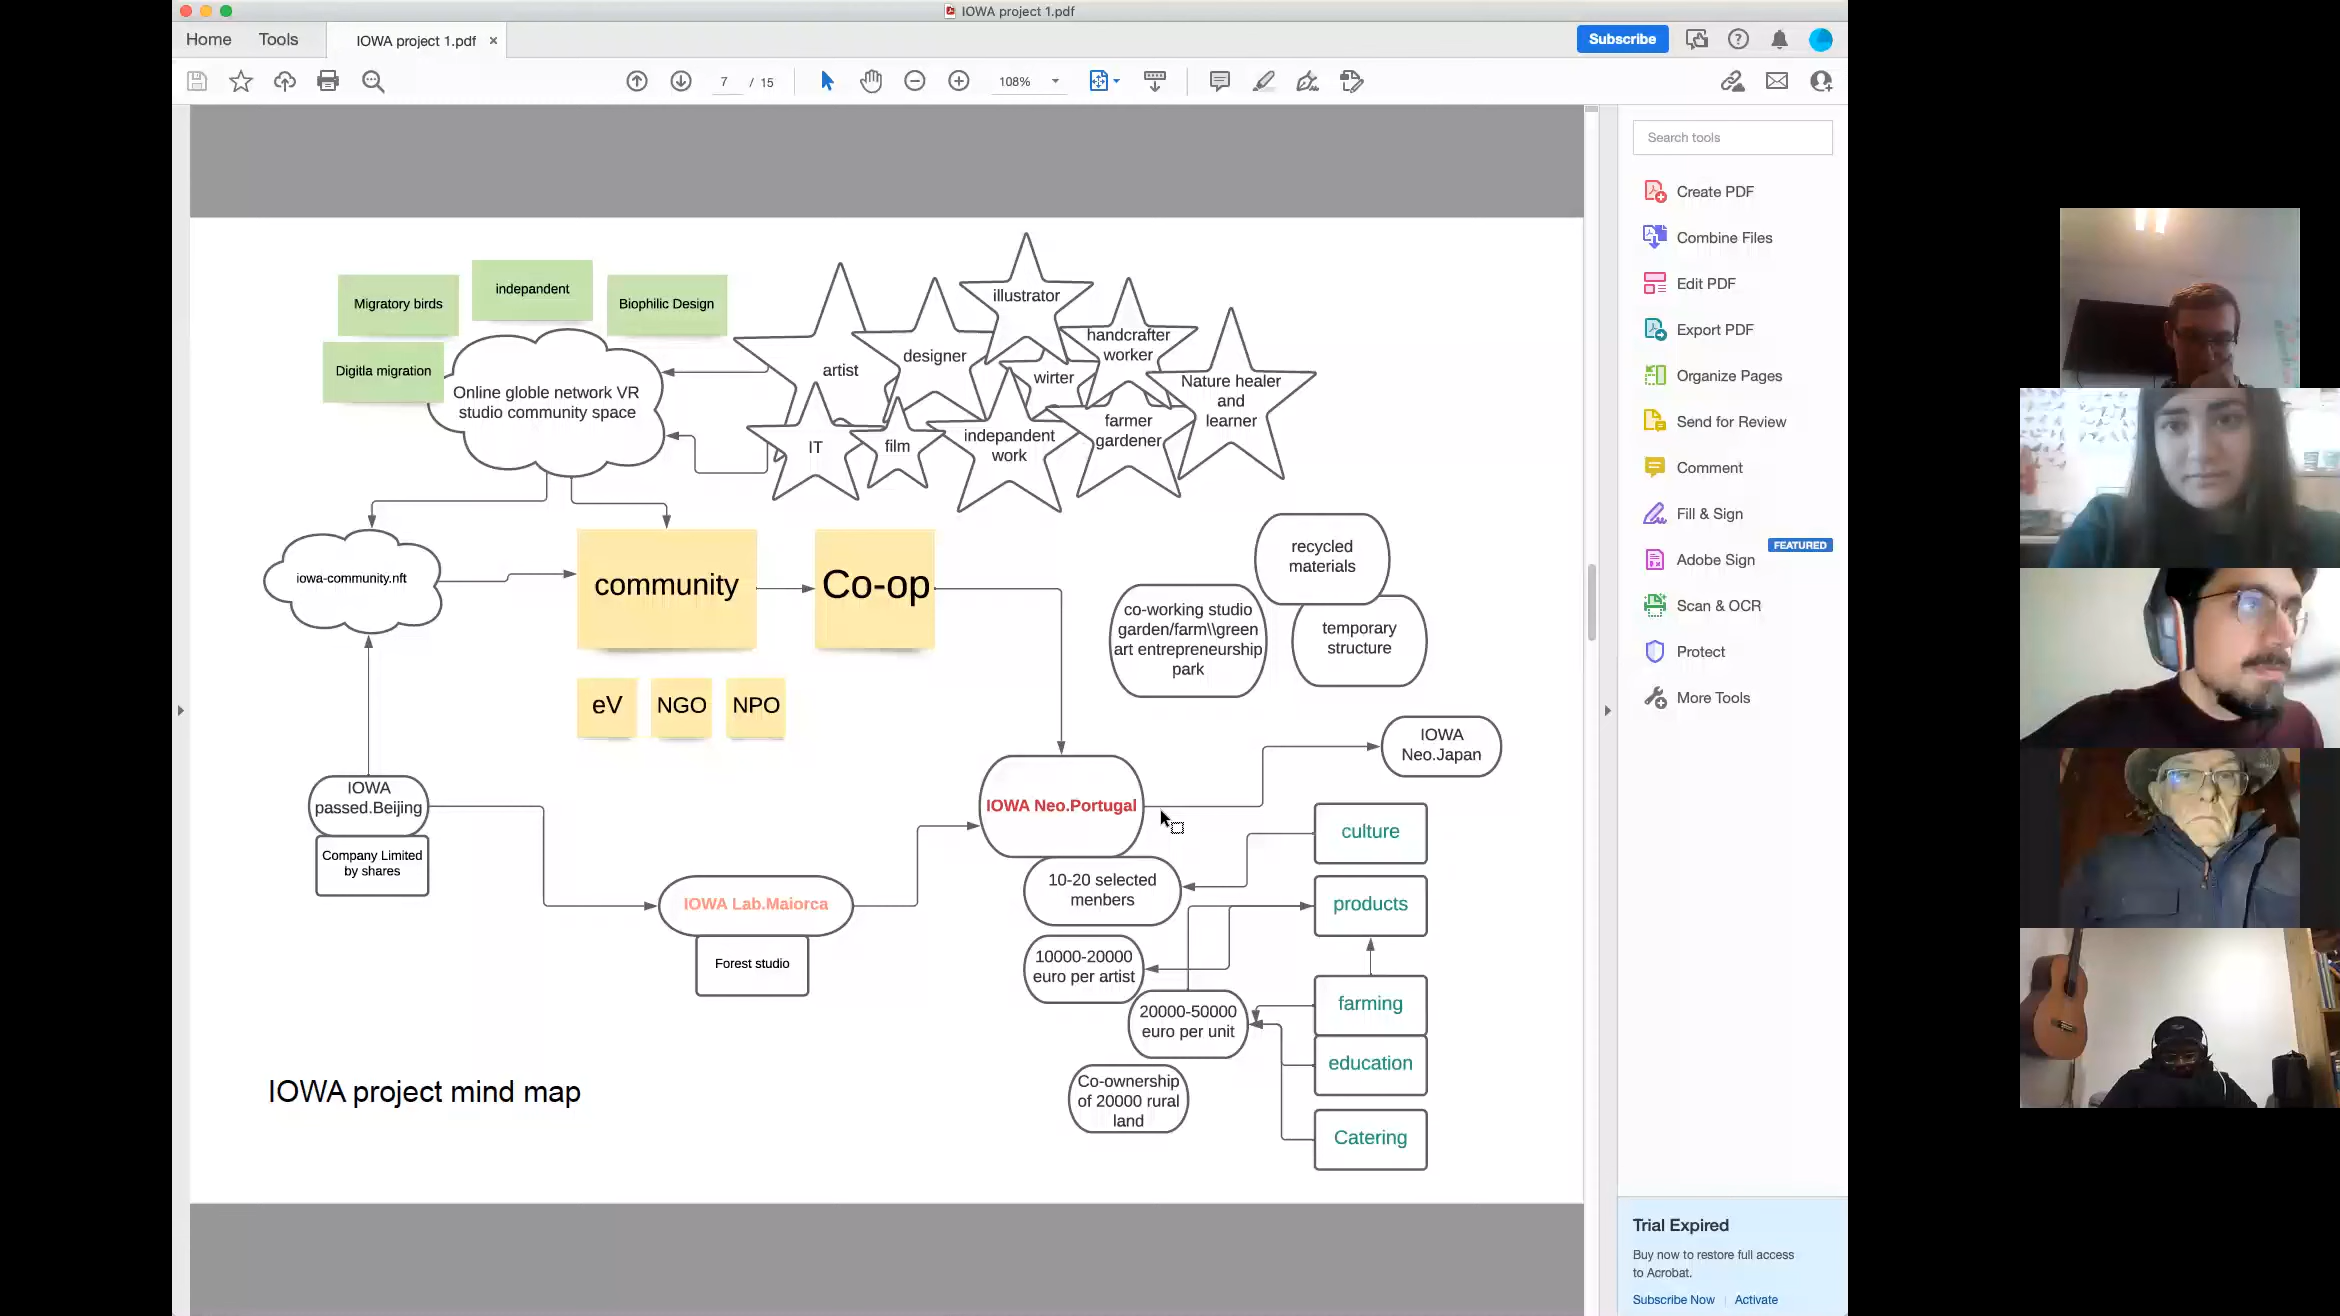 IOWA project 1.pdf
Home
Tools
IOWA project 1.pdf
×
Subscribe
7
/ 15
108%
Search tools
Create PDF
Combine Files
Edit PDF
Export PDF
Organize Pages
Send for Review
Comment
Fill & Sign
FEATURED
Adobe Sign
Scan & OCR
Protect
More Tools
Trial Expired
Buy now to restore full access
to Acrobat.
Subscribe Now
Activate
Migratory birds
indepandent
Biophilic Design
Digitla migration
Online globle network VR
studio community space
artist
designer
illustrator
handcrafter
worker
wirter
Nature healer
and
learner
IT
film
indepandent
work
farmer
gardener
iowa-community.nft
community
Co-op
eV
NGO
NPO
recycled
materials
co-working studio
garden/farm\\green
art entrepreneurship
park
temporary
structure
IOWA
Neo.Japan
IOWA
passed.Beijing
Company Limited
by shares
IOWA Neo.Portugal
IOWA Lab.Maiorca
Forest studio
10-20 selected
menbers
10000-20000
euro per artist
20000-50000
euro per unit
Co-ownership
of 20000 rural
land
culture
products
farming
education
Catering
IOWA project mind map